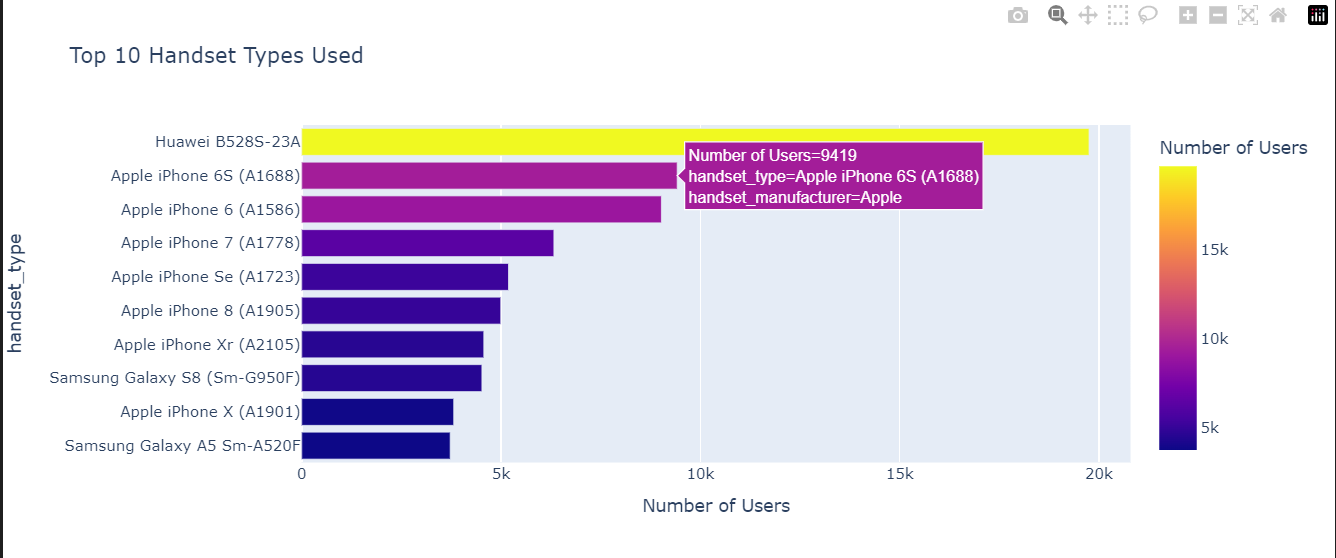 Top 10 Handset Types Used
Huawei B528S-23A
Apple iPhone 6S (A1688)
Apple iPhone 6 (A1586)
Apple iPhone 7 (A1778)
Apple iPhone Se (A1723)
Apple iPhone 8 (A1905)
Apple iPhone Xr (A2105)
Samsung Galaxy S8 (Sm-G950F)
Apple iPhone X (A1901)
Samsung Galaxy A5 Sm-A520F
handset_type
Number of Users=9419
handset_type=Apple iPhone 6S (A1688)
handset_manufacturer=Apple
0 5k 10k 15k 20k
Number of Users
Number of Users
15k
10k
5k